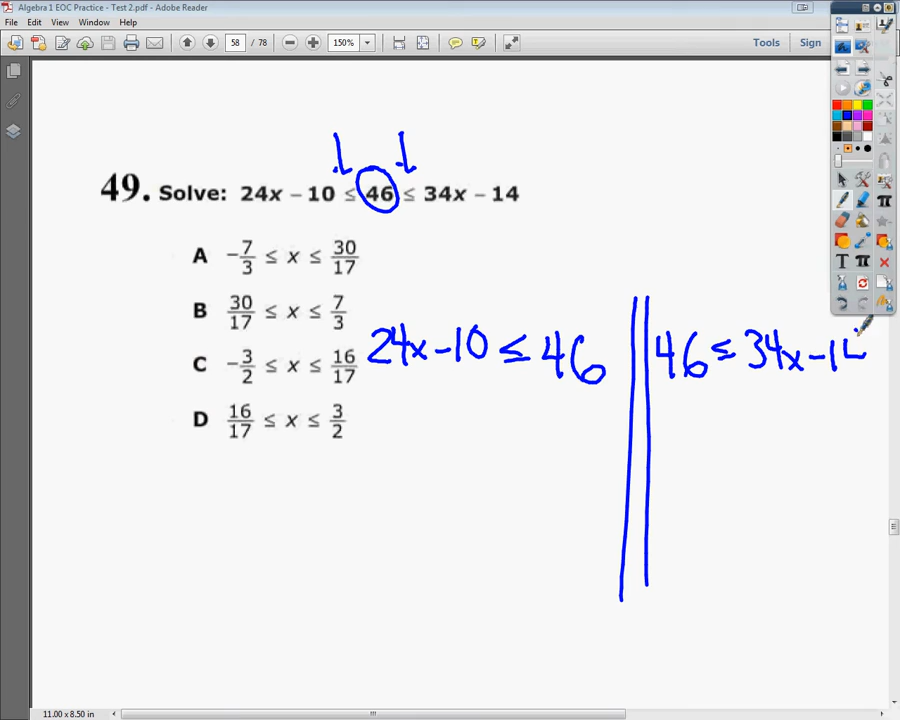 Algebra 1 EOC Practice - Test 2.pdf - Adobe Reader
File Edit View Window Help
58 / 78 150% Tools Sign
49. Solve: 24x − 10 ≤ 46 ≤ 34x − 14
A −7/3 ≤ x ≤ 30/17
B 30/17 ≤ x ≤ 7/3
C −3/2 ≤ x ≤ 16/17
D 16/17 ≤ x ≤ 3/2
24x − 10 ≤ 46
46 ≤ 34x − 14
11.00 x 8.50 in